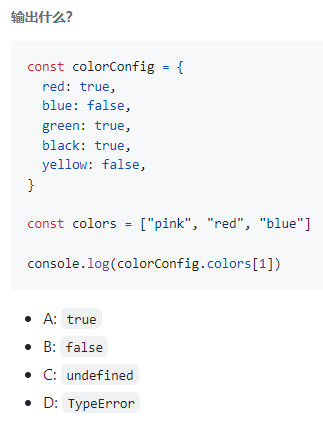 输出什么?
const colorConfig = {
  red: true,
  blue: false,
  green: true,
  black: true,
  yellow: false,
}
const colors = ["pink", "red", "blue"]
console.log(colorConfig.colors[1])
A: true
B: false
C: undefined
D: TypeError